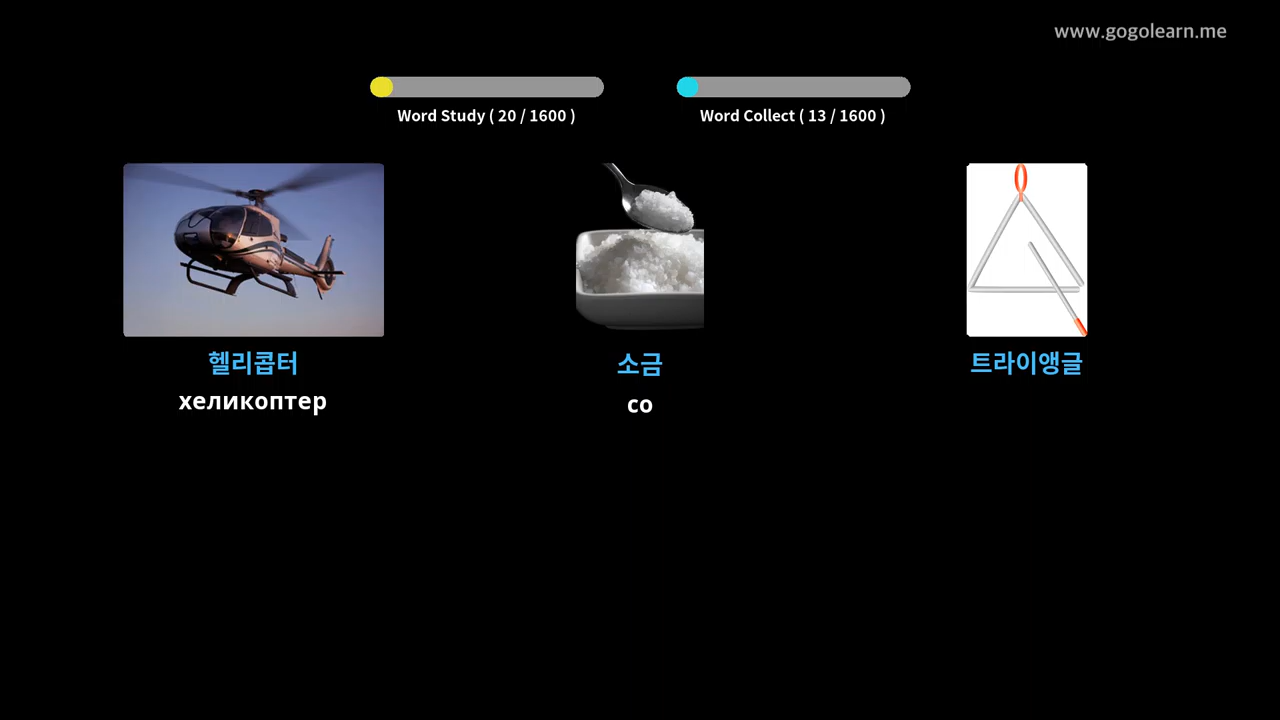 www.gogolearn.me
Word Study ( 20 / 1600 )
Word Collect ( 13 / 1600 )
헬리콥터
소금
트라이앵글
хеликоптер
со